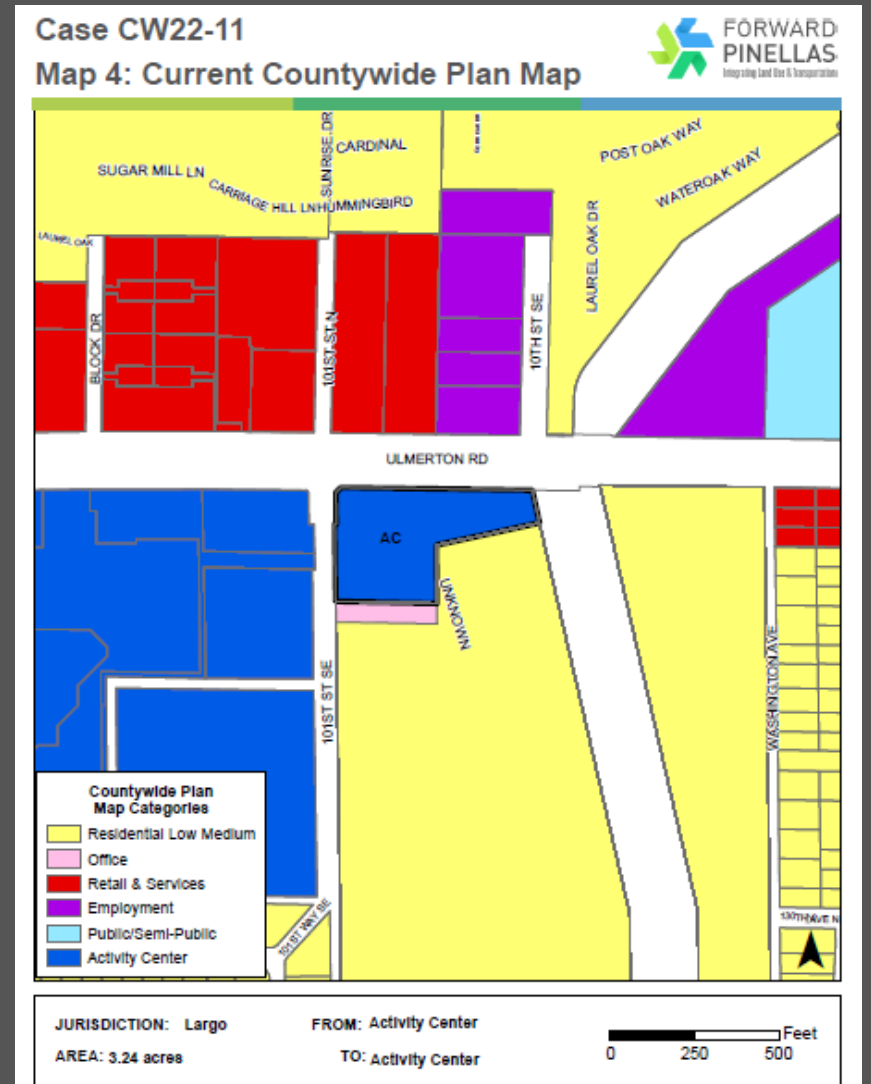 Case CW22-11
Map 4: Current Countywide Plan Map
FORWARD
PINELLAS
Integrating Land Use & Transportation
SUGAR MILL LN
CARRIAGE HILL LN
HUMMINGBIRD
SUNRISE DR
CARDINAL
POST OAK WAY
WATEROAK WAY
LAUREL OAK
LAUREL OAK DR
BLOCK DR
101ST ST N
10TH ST SE
ULMERTON RD
AC
UNKNOWN
101ST ST SE
WASHINGTON AVE
101ST WAY SE
130TH AVE N
Countywide Plan
Map Categories
Residential Low Medium
Office
Retail & Services
Employment
Public/Semi-Public
Activity Center
JURISDICTION: Largo
FROM: Activity Center
AREA: 3.24 acres
TO: Activity Center
Feet
0 250 500